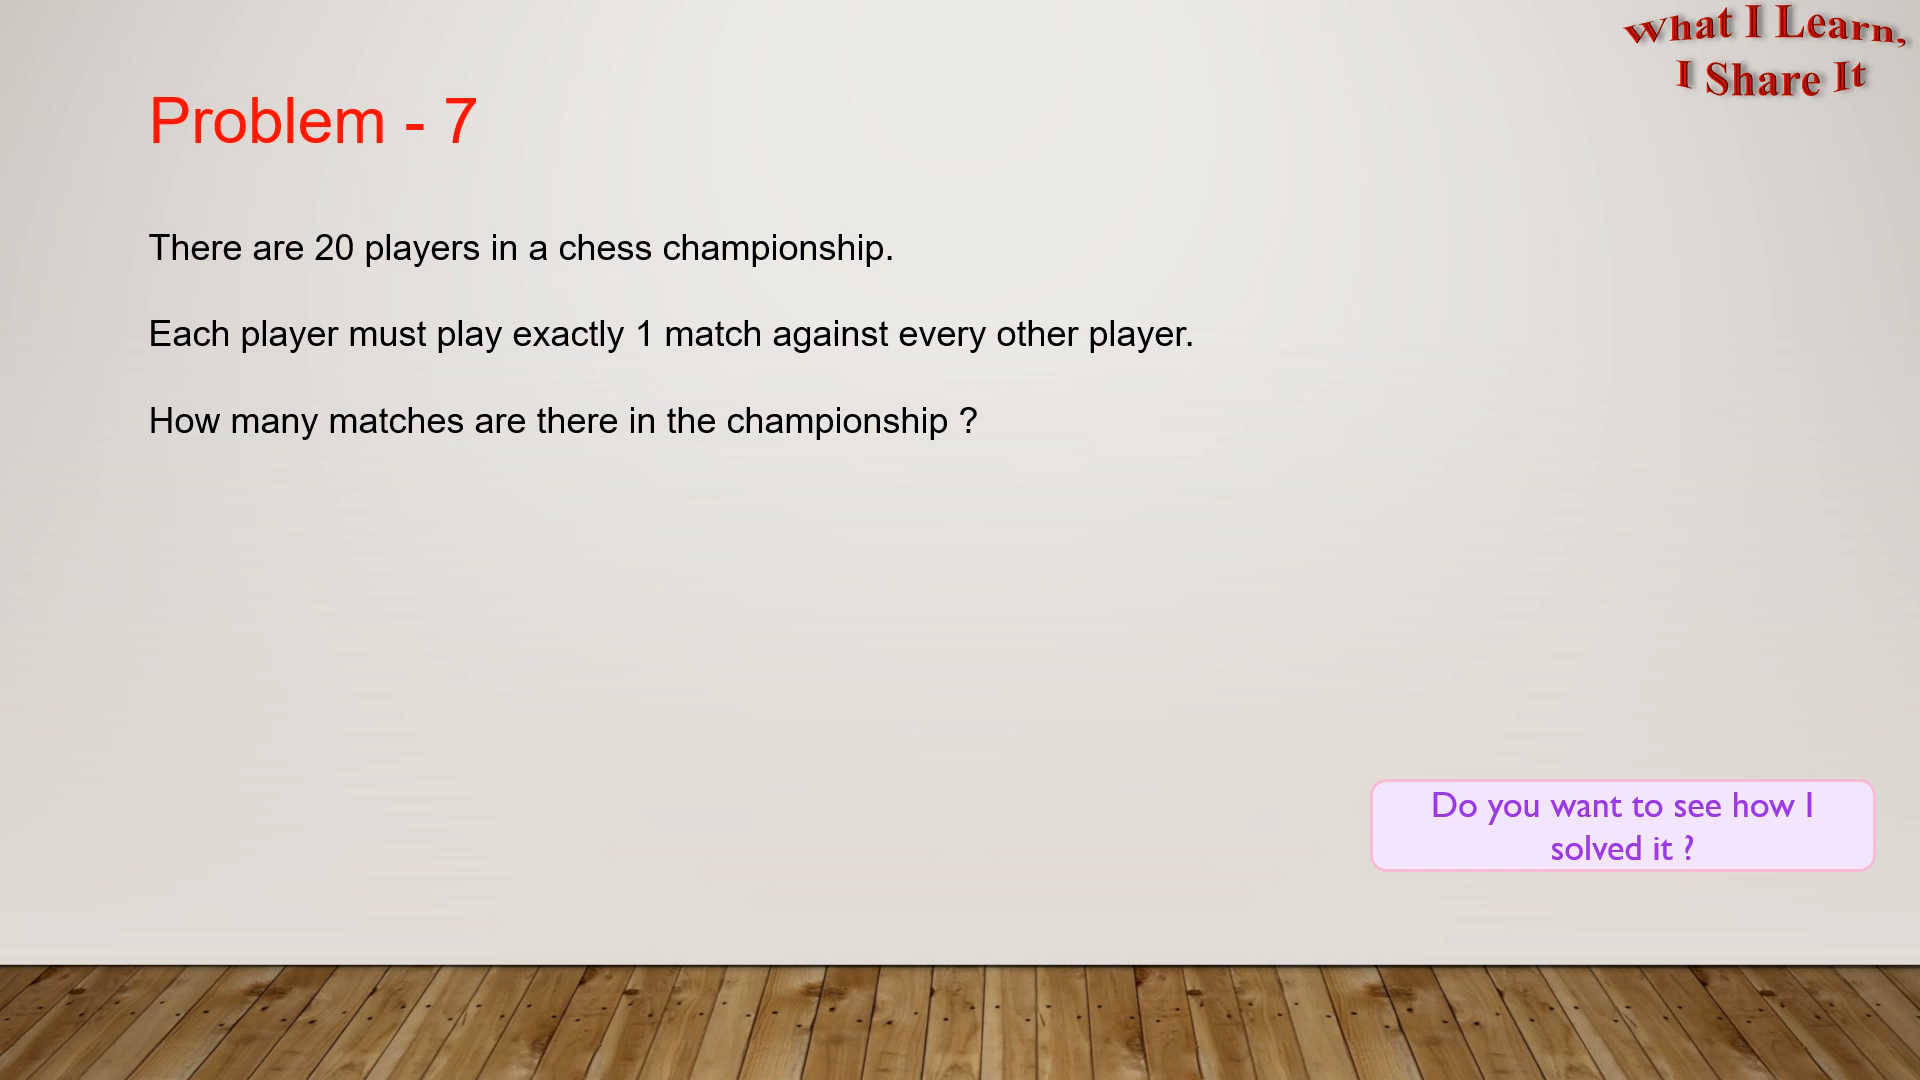 What I Learn,
I Share It
Problem - 7
There are 20 players in a chess championship.
Each player must play exactly 1 match against every other player.
How many matches are there in the championship ?
Do you want to see how I
solved it ?